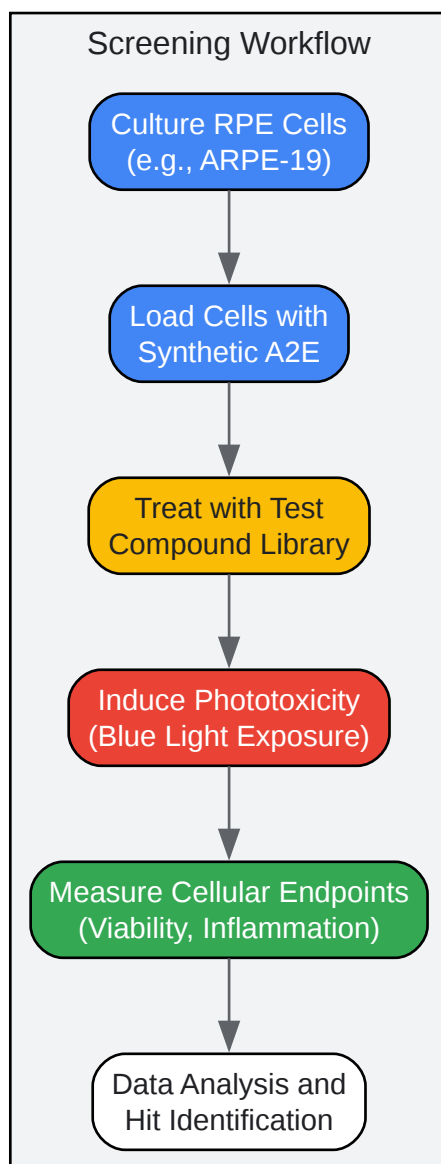 Screening Workflow
Culture RPE Cells
(e.g., ARPE-19)
Load Cells with
Synthetic A2E
Treat with Test
Compound Library
Induce Phototoxicity
(Blue Light Exposure)
Measure Cellular Endpoints
(Viability, Inflammation)
Data Analysis and
Hit Identification